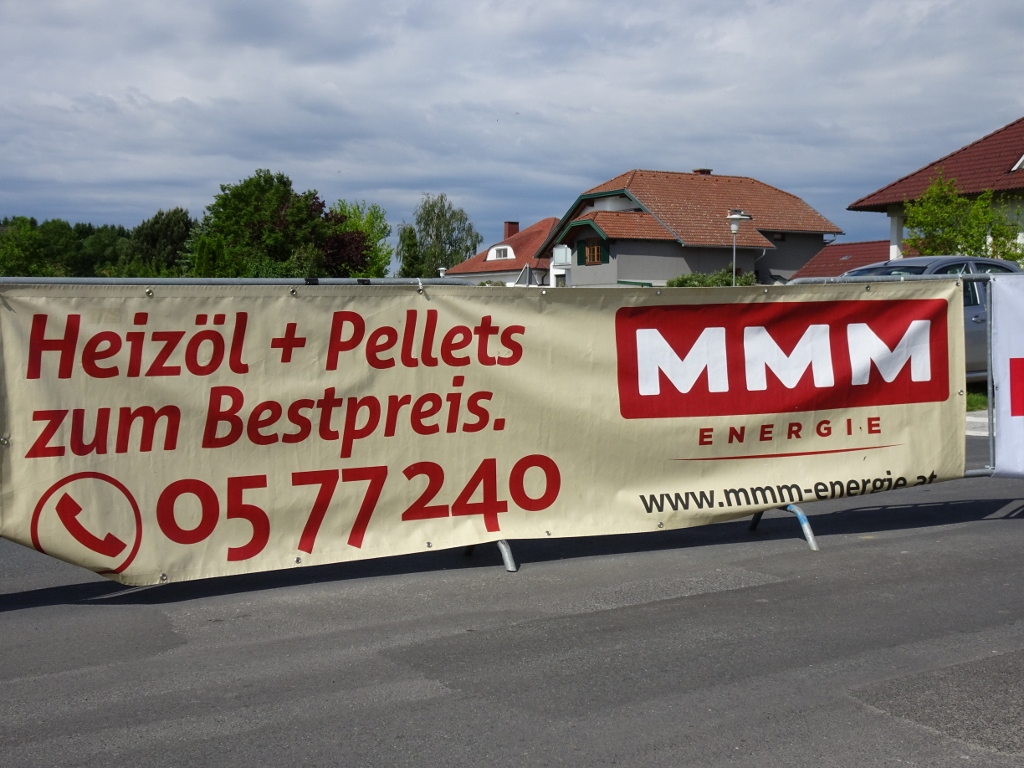 Heizöl + Pellets
zum Bestpreis.
05 77 240
MMM
ENERGIE
www.mmm-energie.at